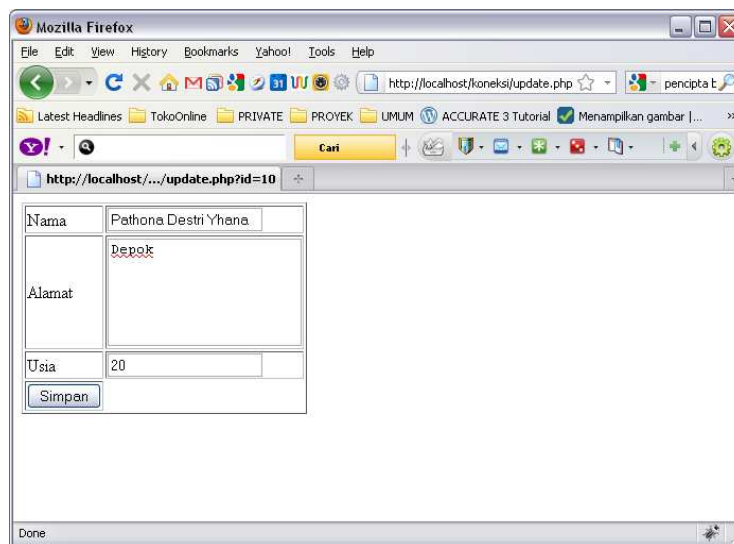 Mozilla Firefox
File Edit View History Bookmarks Yahoo! Tools Help
http://localhost/koneksi/update.php pencipta
Latest Headlines TokoOnline PRIVATE PROYEK UMUM ACCURATE 3 Tutorial Menampilkan gambar |... »
Y! Cari
http://localhost/.../update.php?id=10
Nama Pathona Destri Yhana
Alamat Depok
Usia 20
Simpan
Done